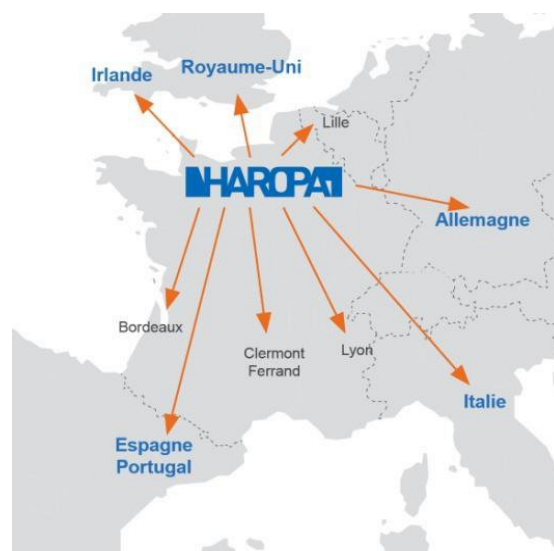 Royaume-Uni
Irlande
Lille
HAROPA
Allemagne
Bordeaux
Clermont
Ferrand
Lyon
Italie
Espagne
Portugal